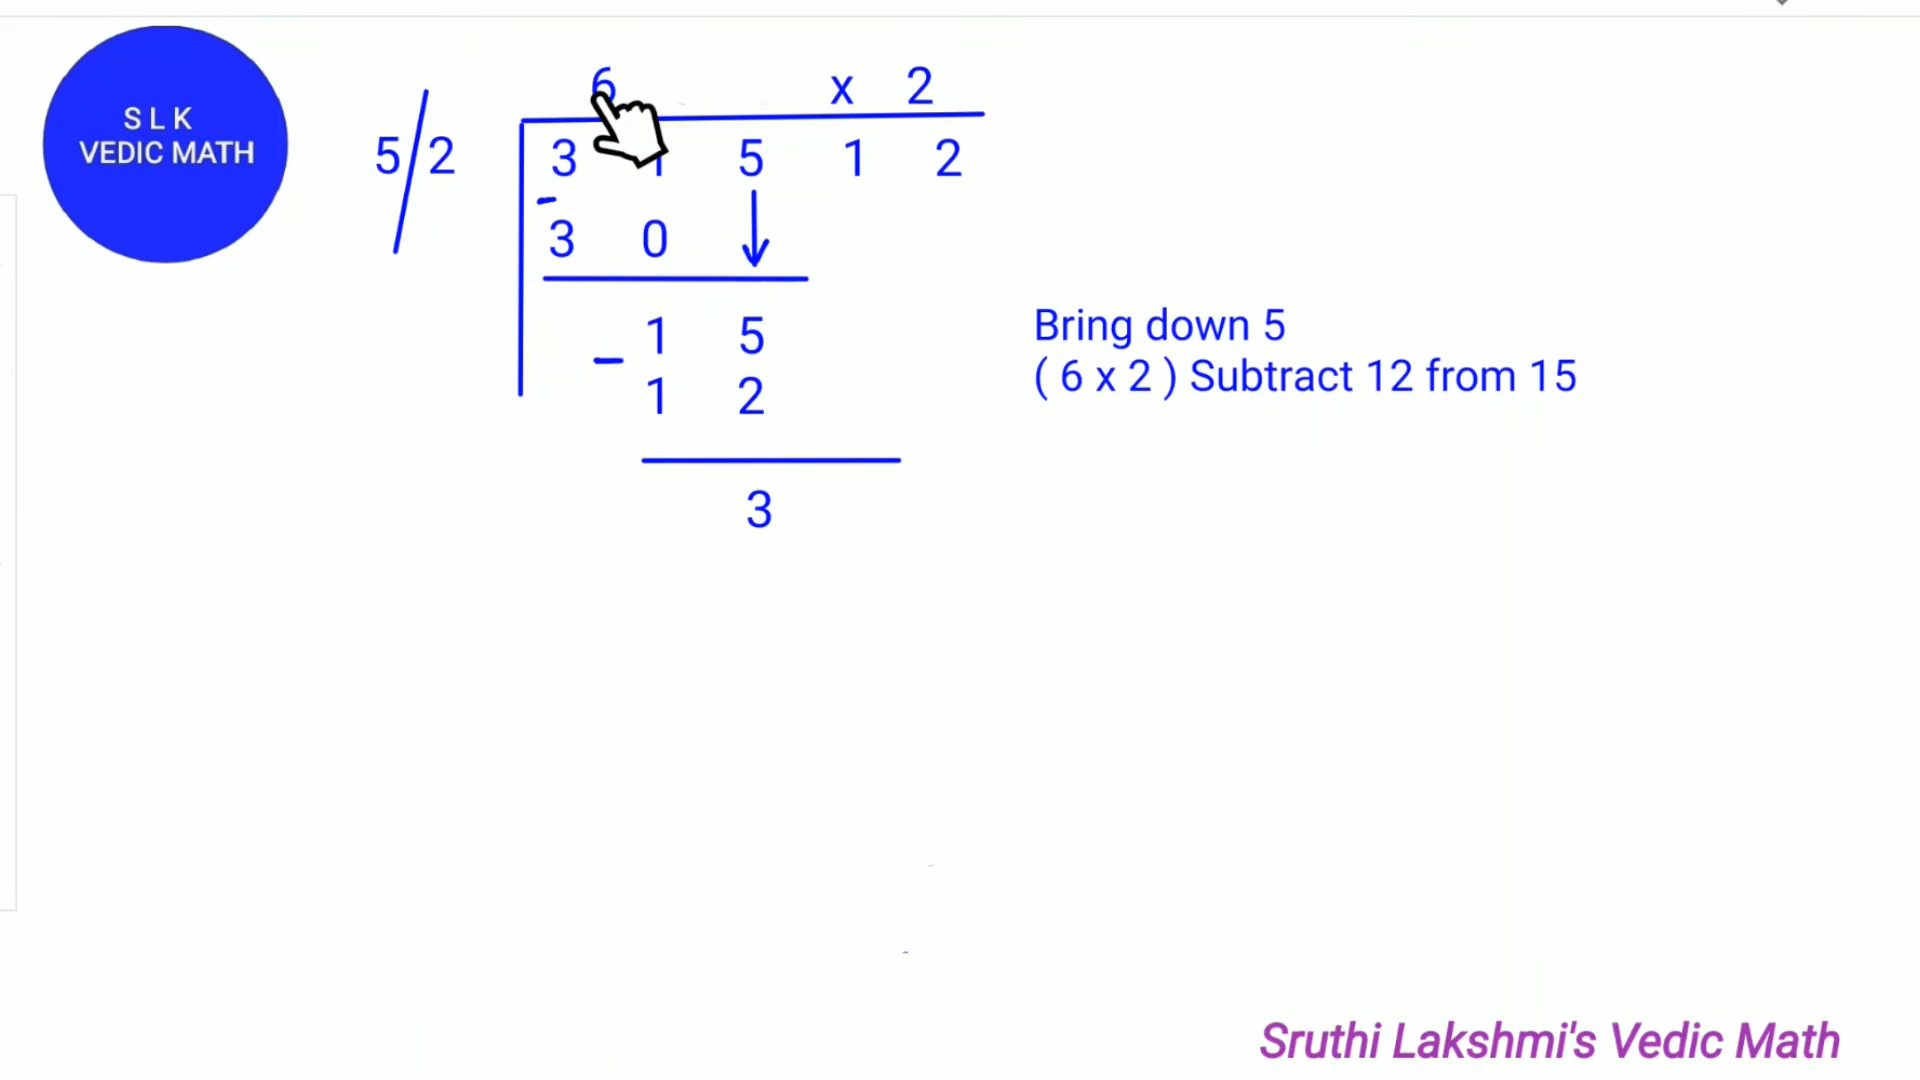 S L K
VEDIC MATH
6 x 2
5/2 3 1 5 1 2
-
3 0
1 5
-
1 2
3
Bring down 5
( 6 x 2 ) Subtract 12 from 15
Sruthi Lakshmi's Vedic Math